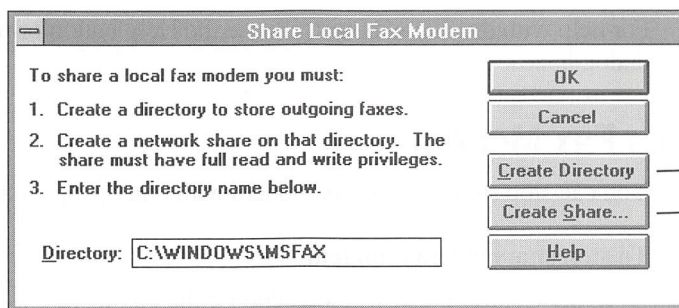 Share Local Fax Modem
To share a local fax modem you must:
1. Create a directory to store outgoing faxes.
2. Create a network share on that directory. The
share must have full read and write privileges.
3. Enter the directory name below.
Directory: C:\WINDOWS\MSFAX
OK
Cancel
Create Directory
Create Share...
Help